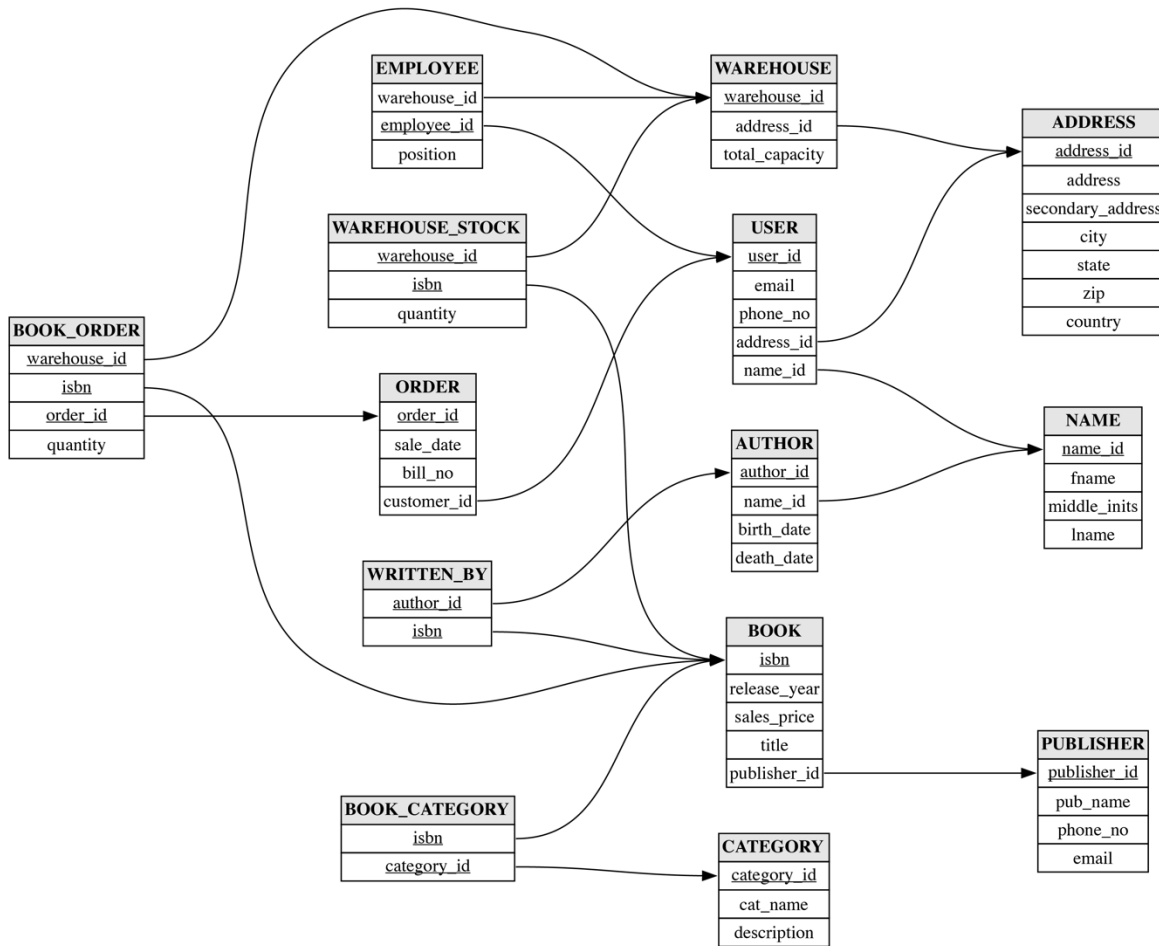 EMPLOYEE
warehouse_id
employee_id
position
WAREHOUSE
warehouse_id
address_id
total_capacity
ADDRESS
address_id
address
secondary_address
city
state
zip
country
WAREHOUSE_STOCK
warehouse_id
isbn
quantity
USER
user_id
email
phone_no
address_id
name_id
BOOK_ORDER
warehouse_id
isbn
order_id
quantity
ORDER
order_id
sale_date
bill_no
customer_id
AUTHOR
author_id
name_id
birth_date
death_date
NAME
name_id
fname
middle_inits
lname
WRITTEN_BY
author_id
isbn
BOOK
isbn
release_year
sales_price
title
publisher_id
PUBLISHER
publisher_id
pub_name
phone_no
email
BOOK_CATEGORY
isbn
category_id
CATEGORY
category_id
cat_name
description